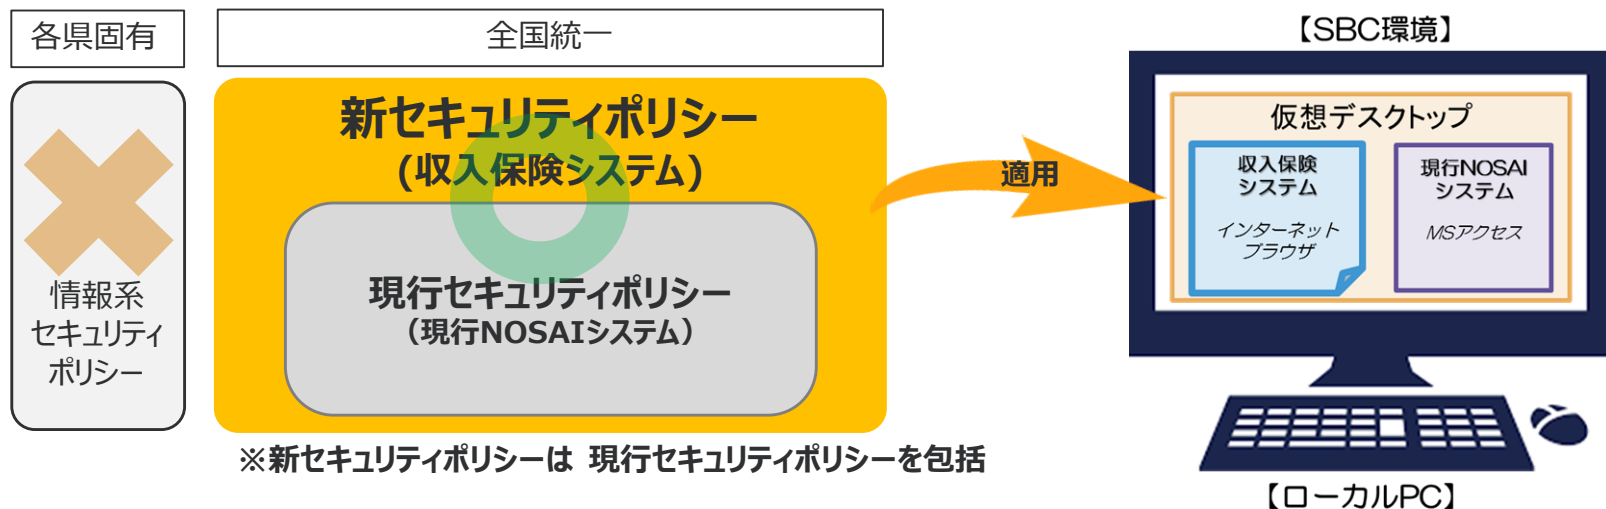 各県固有
全国統一
【SBC環境】
新セキュリティポリシー
(収入保険システム)
現行セキュリティポリシー
（現行NOSAIシステム）
情報系
セキュリティ
ポリシー
適用
仮想デスクトップ
収入保険
システム
インターネット
ブラウザ
現行NOSAI
システム
MSアクセス
※新セキュリティポリシーは 現行セキュリティポリシーを包括
【ローカルPC】